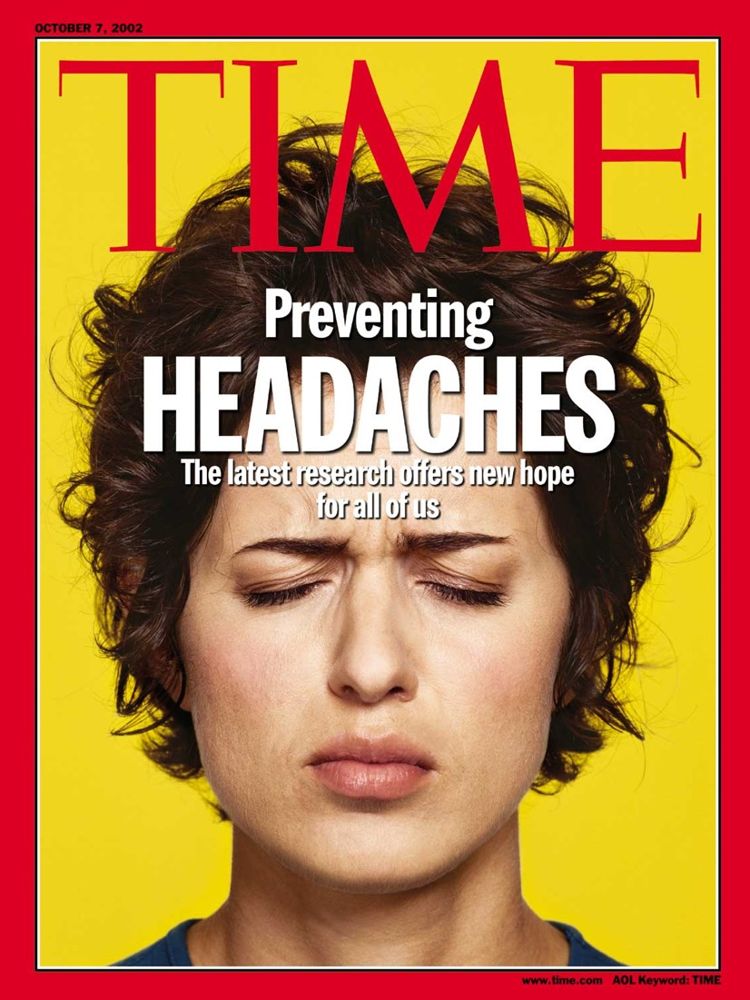 OCTOBER 7, 2002
TIME
Preventing
HEADACHES
The latest research offers new hope
for all of us
www.time.com AOL Keyword: TIME